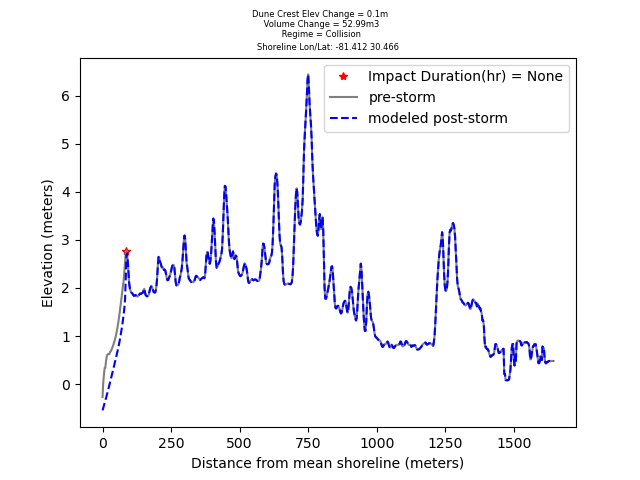 Dune Crest Elev Change = 0.1m
Volume Change = 52.99m3
Regime = Collision
Shoreline Lon/Lat: -81.412 30.466
Impact Duration(hr) = None
pre-storm
modeled post-storm
Elevation (meters)
6
5
4
3
2
1
0
0 250 500 750 1000 1250 1500
Distance from mean shoreline (meters)